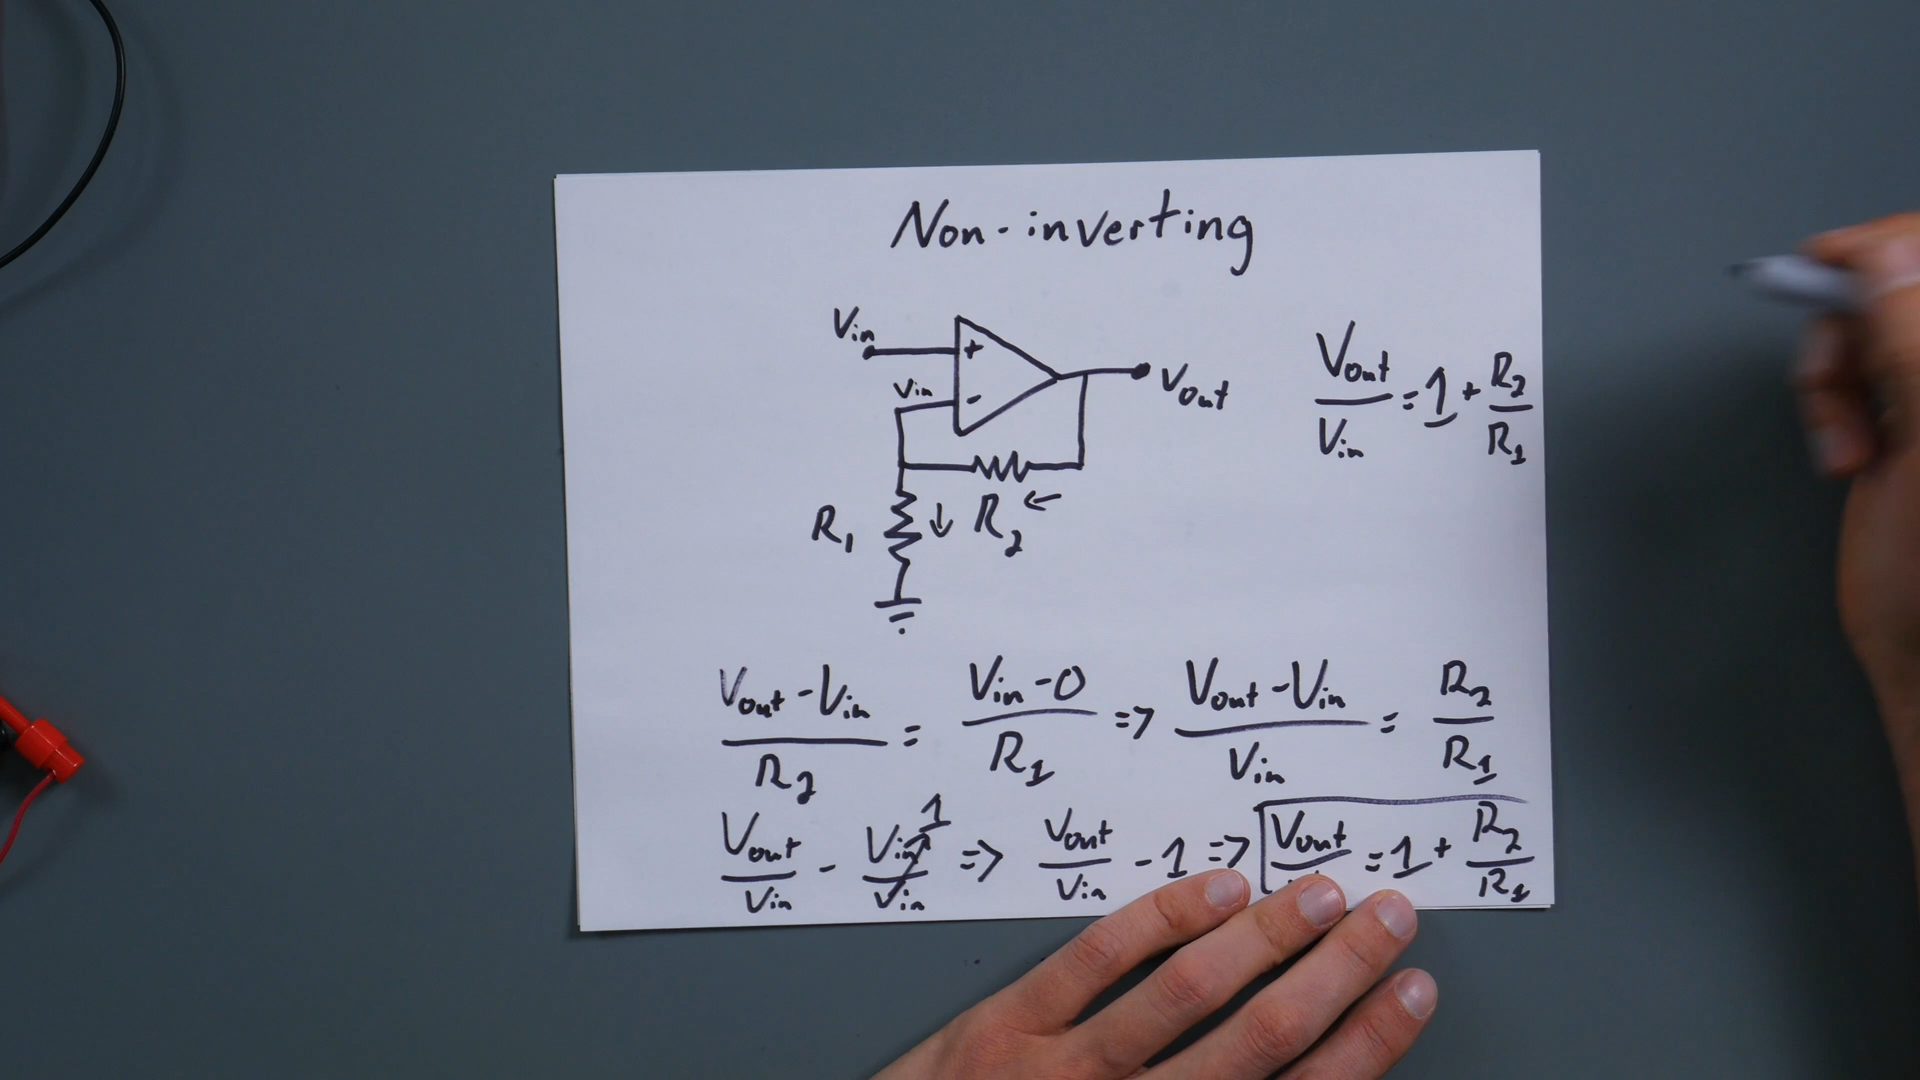 Non-inverting
Vin
+
Vin
-
Vout
Vout/Vin = 1 + R2/R1
R1 ↓ R2 ←
(Vout - Vin)/R2 = (Vin - 0)/R1 => (Vout - Vin)/Vin = R2/R1
Vout/Vin - Vin/Vin 1 => Vout/Vin - 1 => Vout = 1 + R2/R1